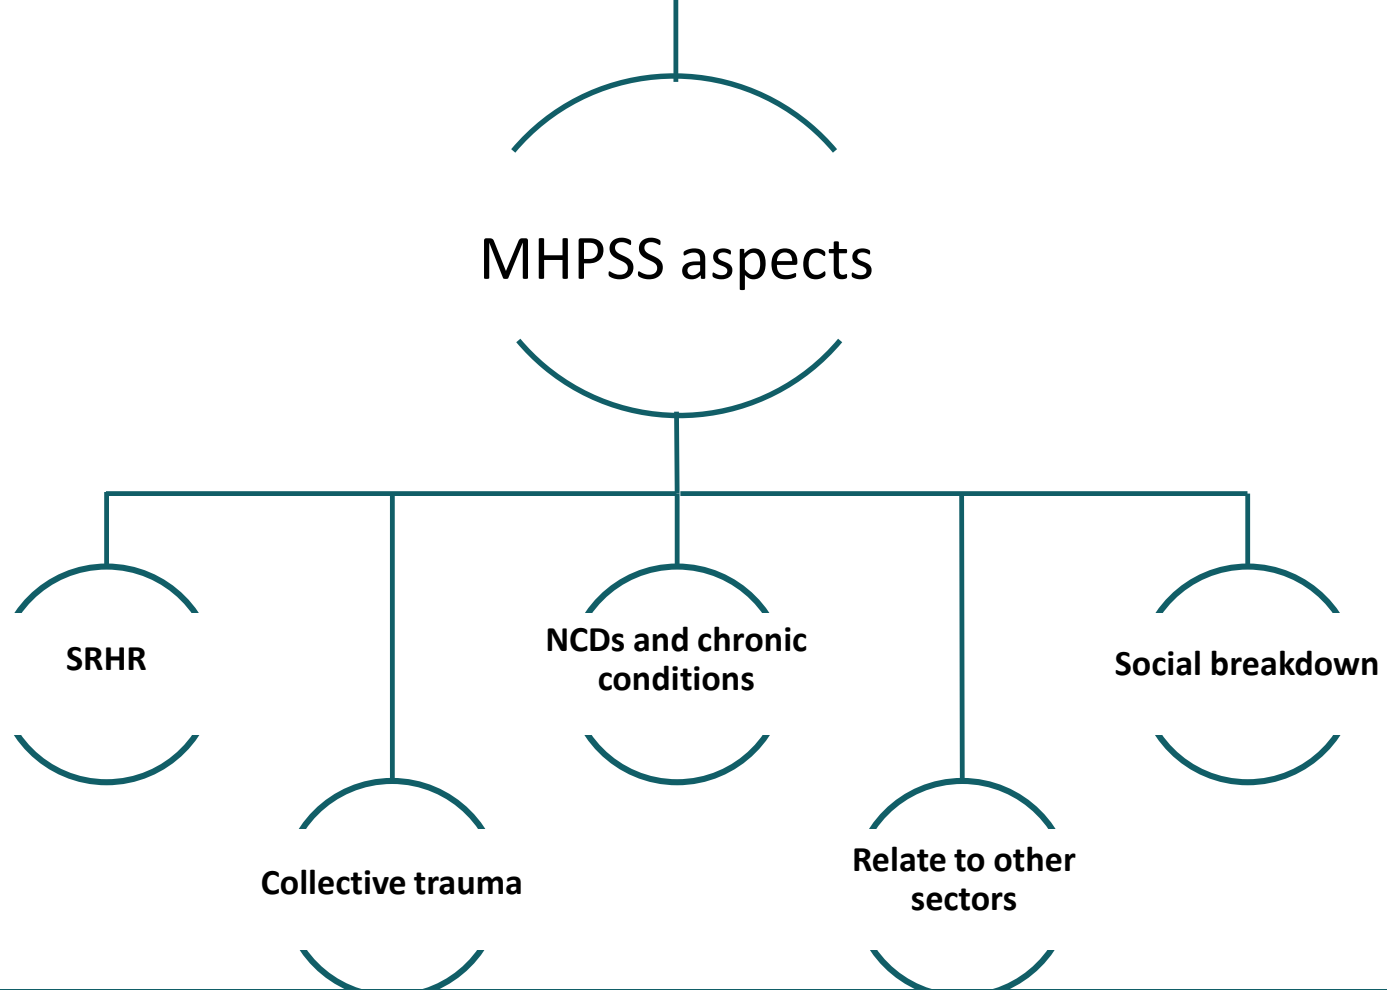 MHPSS aspects
SRHR
Collective trauma
NCDs and chronic
conditions
Relate to other
sectors
Social breakdown